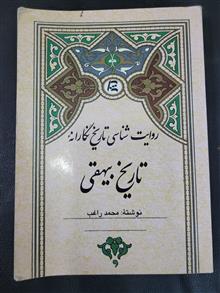 روایت شناسی تاریخ نگارانهٔ
تاریخ بیهقی
نوشتهٔ: محمد راغب